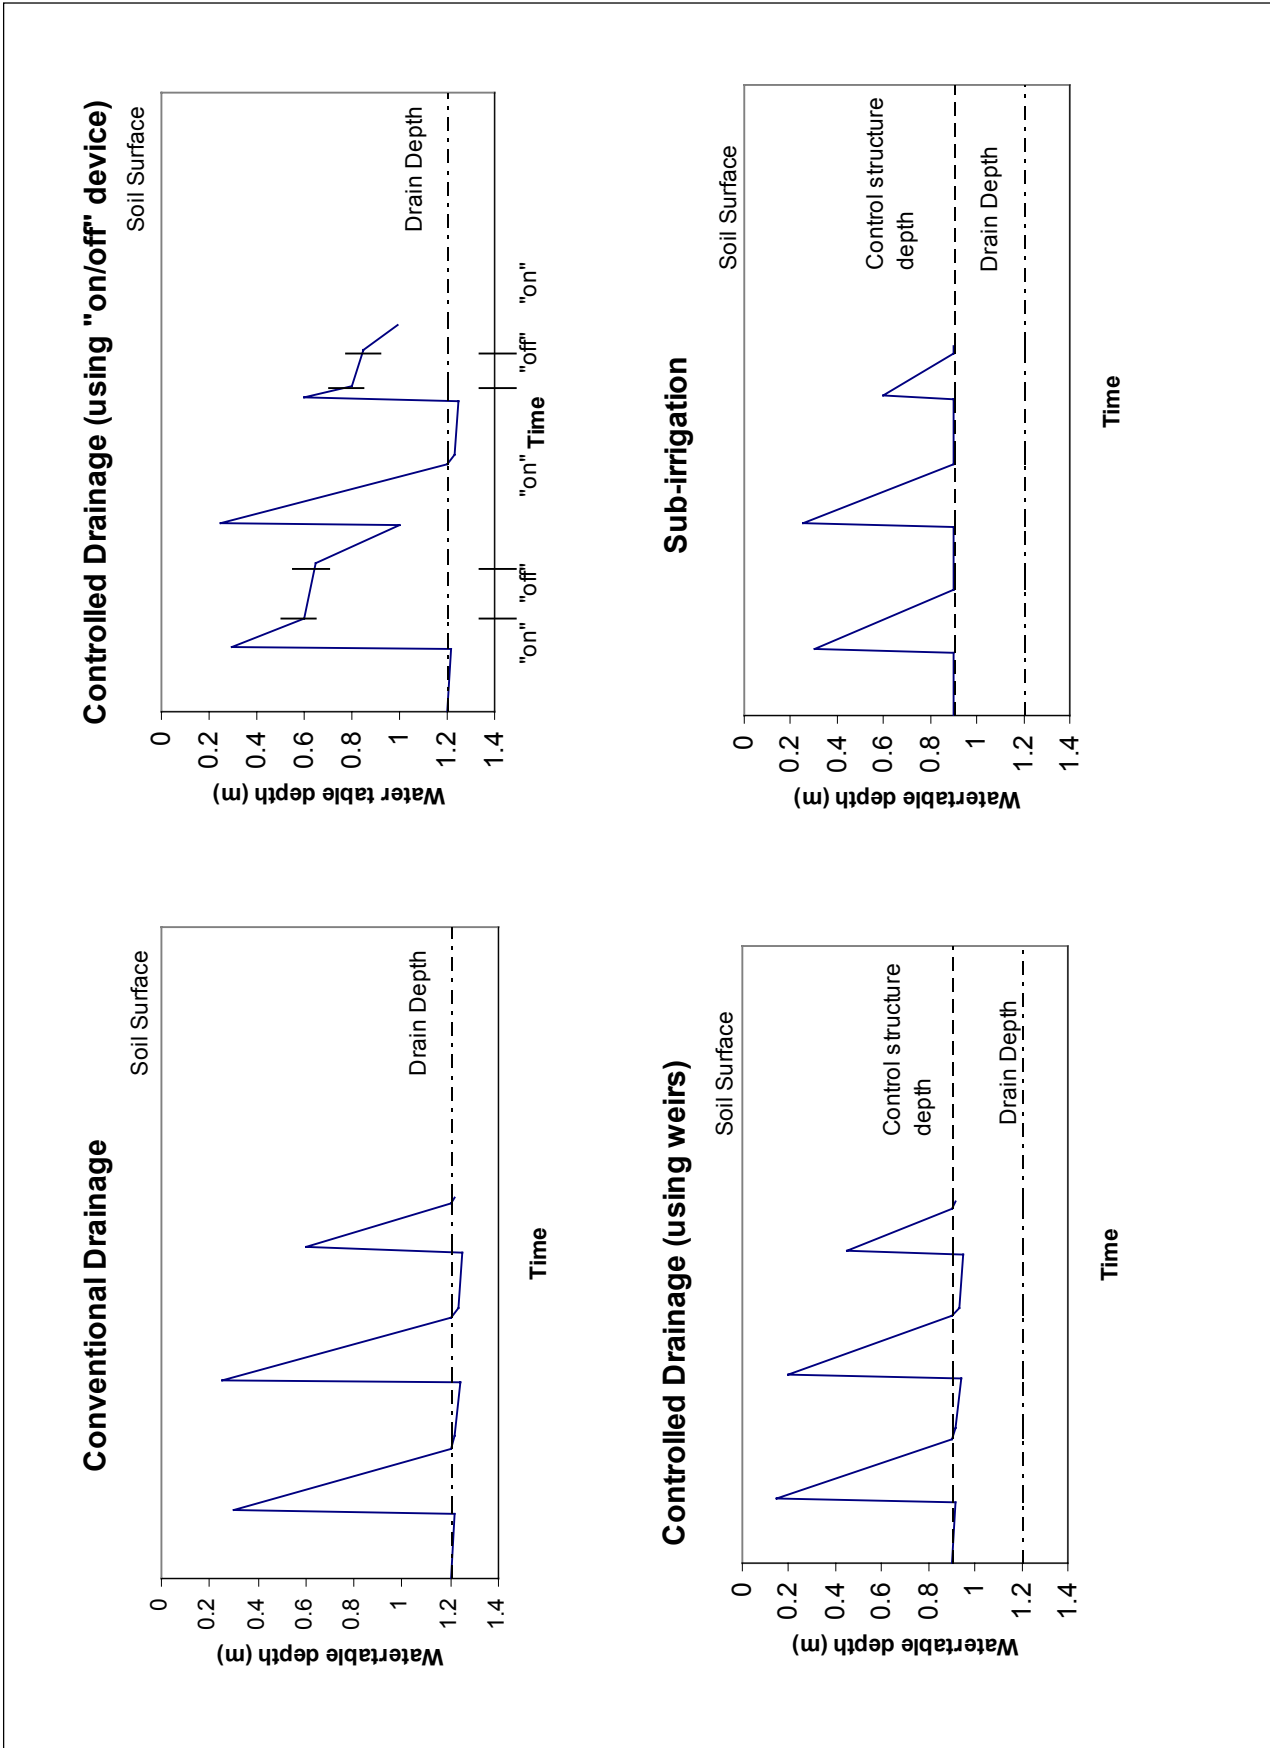 Conventional Drainage
Soil Surface
0
0.2
0.4
0.6
0.8
1
1.2
1.4
Watertable depth (m)
Drain Depth
Time
Controlled Drainage (using "on/off" device)
Soil Surface
0
0.2
0.4
0.6
0.8
1
1.2
1.4
Water table depth (m)
Drain Depth
"on" "off" "on" "off" "on"
Time
Controlled Drainage (using weirs)
Soil Surface
0
0.2
0.4
0.6
0.8
1
1.2
1.4
Watertable depth (m)
Control structure
depth
Drain Depth
Time
Sub-irrigation
Soil Surface
0
0.2
0.4
0.6
0.8
1
1.2
1.4
Watertable depth (m)
Control structure
depth
Drain Depth
Time